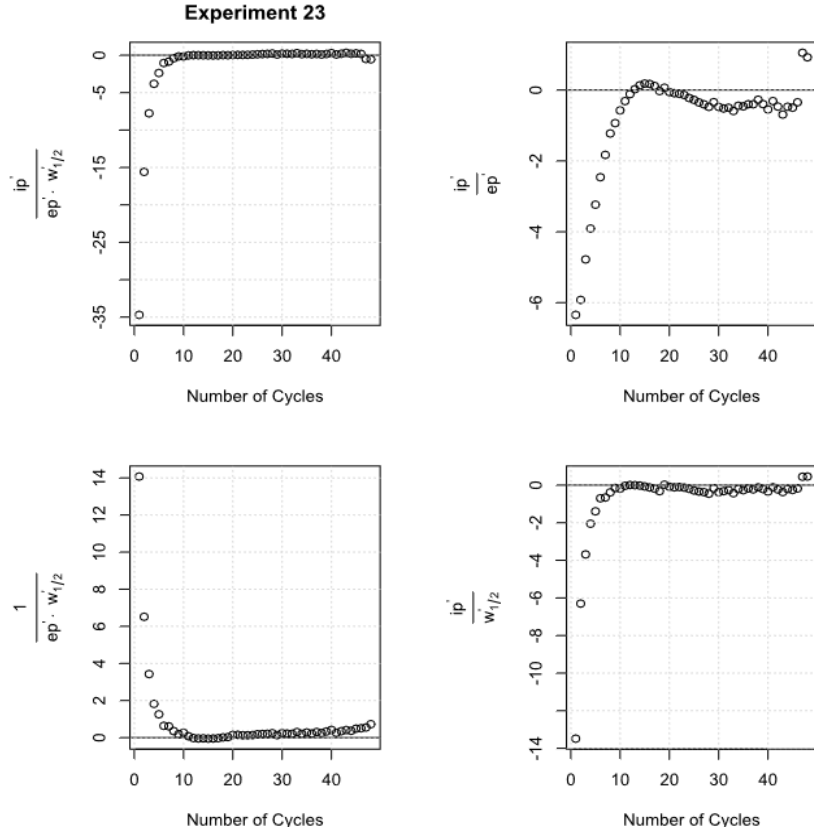 Experiment 23
ip'
ep' · w'1/2
0
-5
-15
-25
-35
0 10 20 30 40
Number of Cycles
ip'
ep'
0
-2
-4
-6
0 10 20 30 40
Number of Cycles
1
ep' · w'1/2
14
12
10
8
6
4
2
0
0 10 20 30 40
Number of Cycles
ip'
w'1/2
0
-2
-4
-6
-8
-10
-14
0 10 20 30 40
Number of Cycles